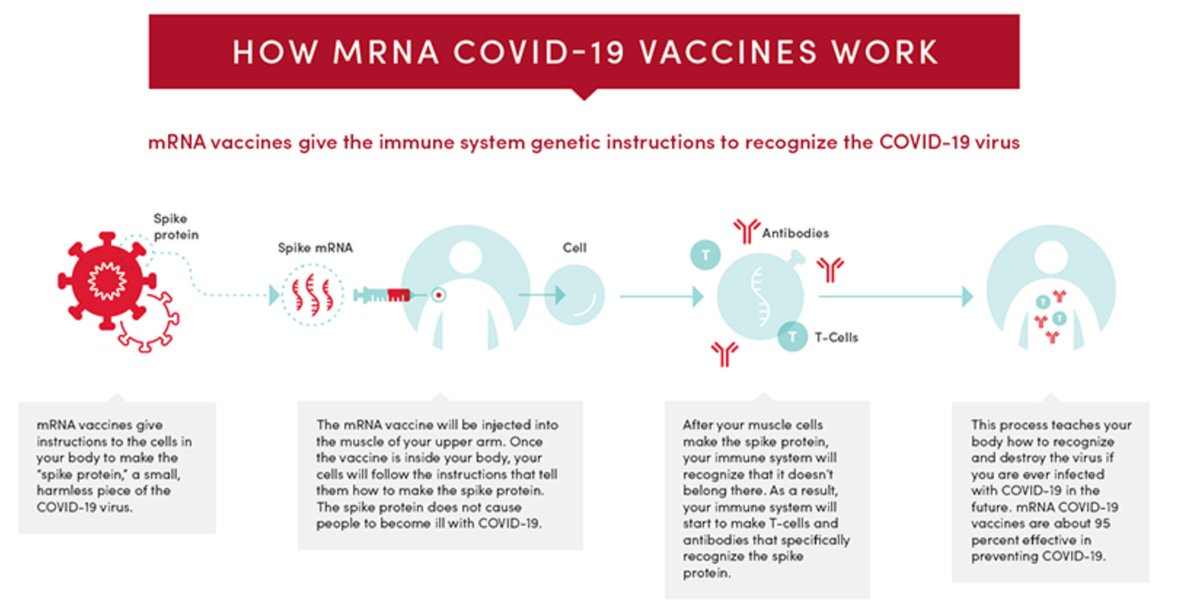 HOW MRNA COVID-19 VACCINES WORK
mRNA vaccines give the immune system genetic instructions to recognize the COVID-19 virus
Spike
protein
Spike mRNA
Cell
Antibodies
T
T
T-Cells
T
T
mRNA vaccines give
instructions to the cells in
your body to make the
“spike protein,” a small,
harmless piece of the
COVID-19 virus.
The mRNA vaccine will be injected into
the muscle of your upper arm. Once
the vaccine is inside your body, your
cells will follow the instructions that tell
them how to make the spike protein.
The spike protein does not cause
people to become ill with COVID-19.
After your muscle cells
make the spike protein,
your immune system will
recognize that it doesn’t
belong there. As a result,
your immune system will
start to make T-cells and
antibodies that specifically
recognize the spike
protein.
This process teaches your
body how to recognize
and destroy the virus if
you are ever infected
with COVID-19 in the
future. mRNA COVID-19
vaccines are about 95
percent effective in
preventing COVID-19.